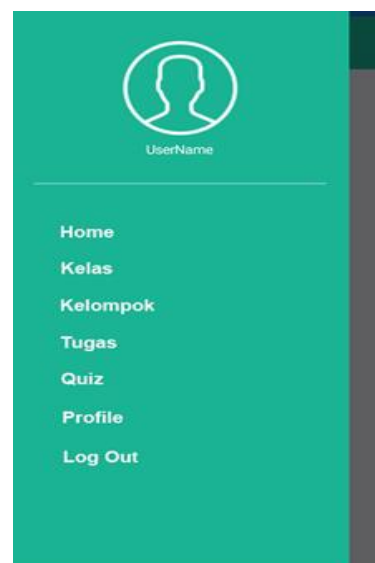 UserName
Home
Kelas
Kelompok
Tugas
Quiz
Profile
Log Out